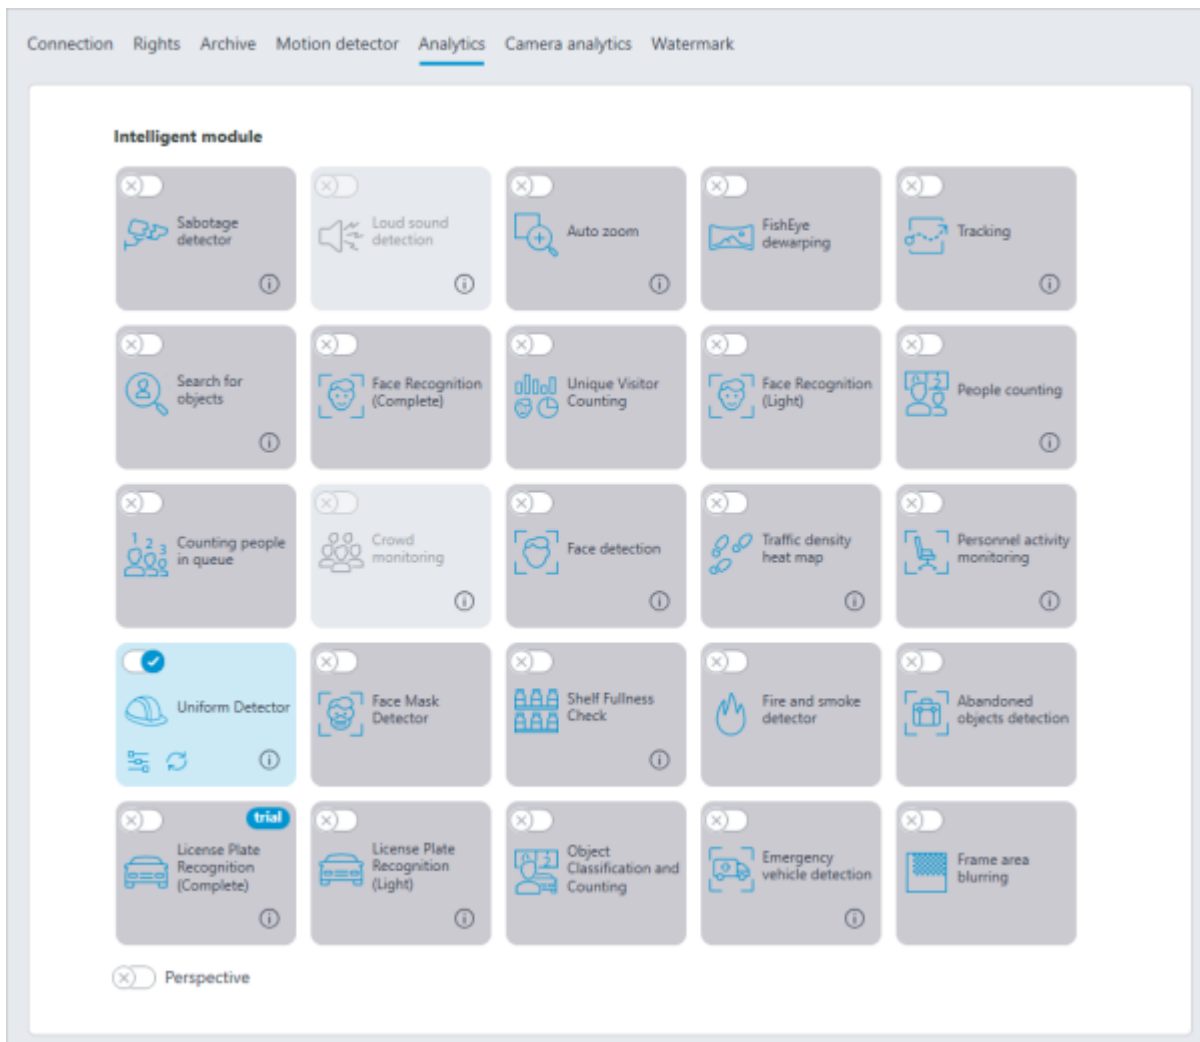 Connection Rights Archive Motion detector Analytics Camera analytics Watermark
Intelligent module
Sabotage
detector
Loud sound
detection
Auto zoom
FishEye
dewarping
Tracking
Search for
objects
Face Recognition
(Complete)
Unique Visitor
Counting
Face Recognition
(Light)
People counting
Counting people
in queue
Crowd
monitoring
Face detection
Traffic density
heat map
Personnel activity
monitoring
Uniform Detector
Face Mask
Detector
Shelf Fullness
Check
Fire and smoke
detector
Abandoned
objects detection
trial
License Plate
Recognition
(Complete)
License Plate
Recognition
(Light)
Object
Classification and
Counting
Emergency
vehicle detection
Frame area
blurring
Perspective